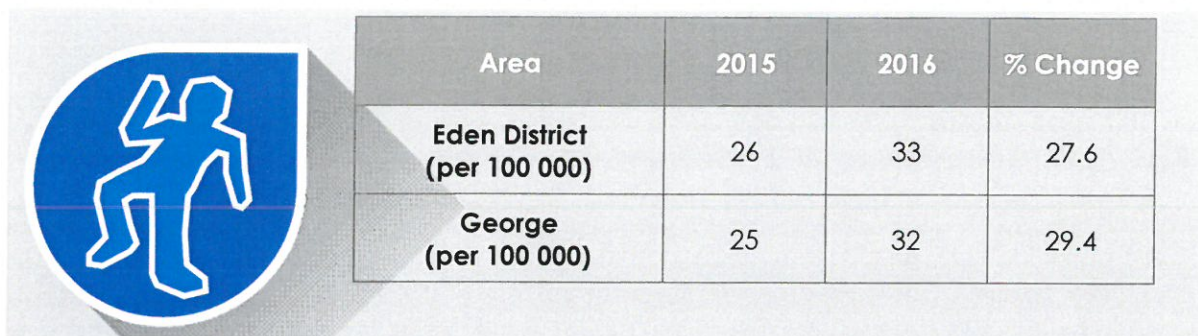 Area 2015 2016 % Change
Eden District
(per 100 000) 26 33 27.6
George
(per 100 000) 25 32 29.4